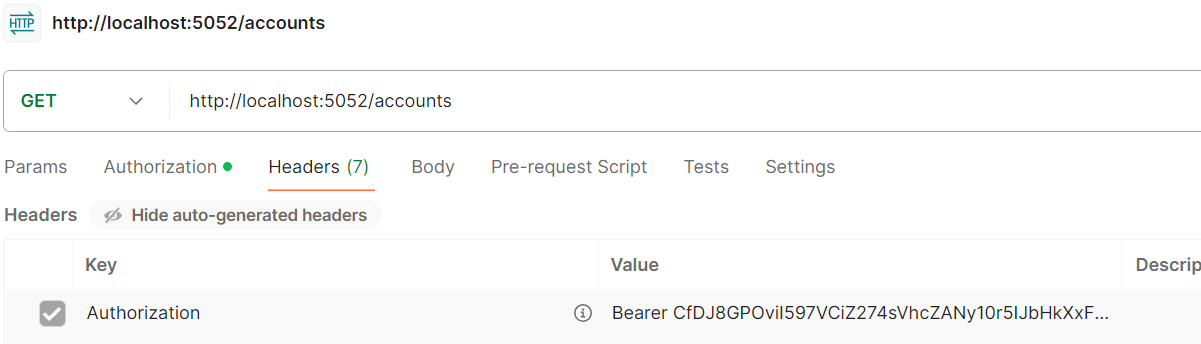 HTTP http://localhost:5052/accounts
GET http://localhost:5052/accounts
Params Authorization Headers (7) Body Pre-request Script Tests Settings
Headers Hide auto-generated headers
Key Value Descrip
Authorization Bearer CfDJ8GPOviI597VCiZ274sVhcZANy10r5IJbHkXxF...